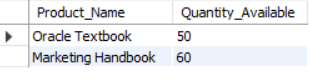 Product_Name Quantity_Available
Oracle Textbook 50
Marketing Handbook 60